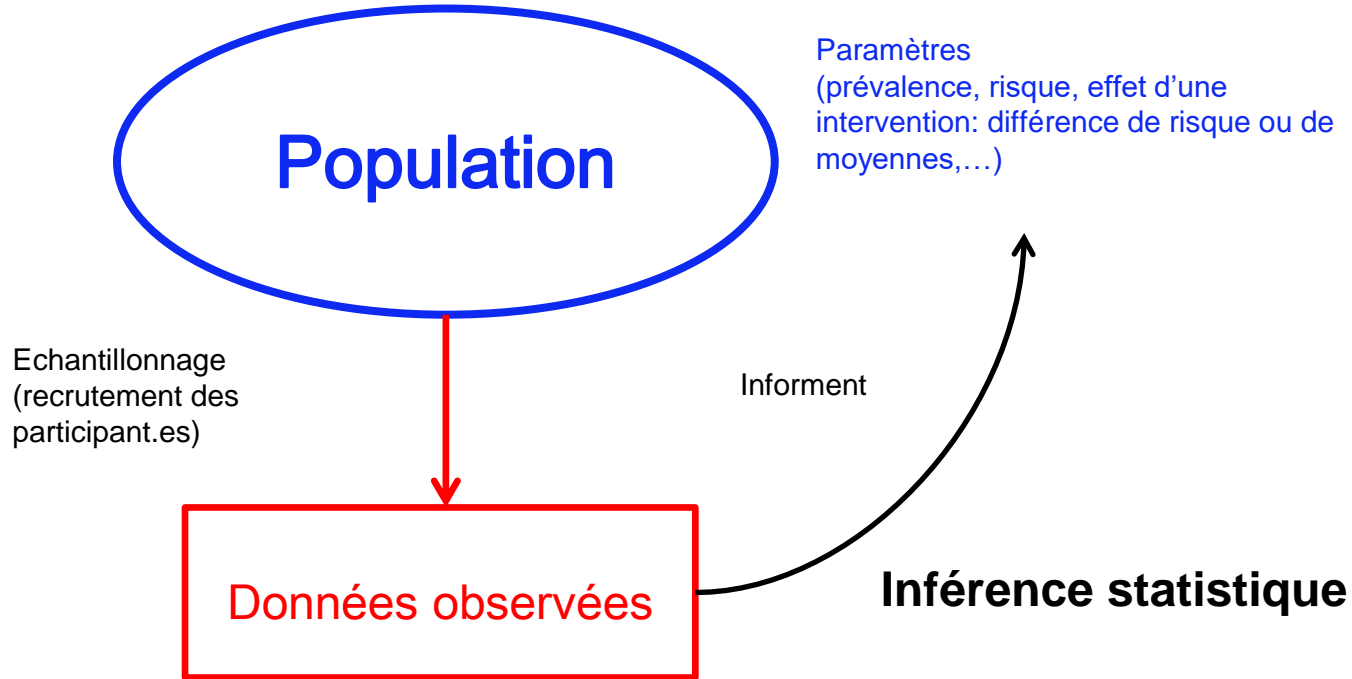 Population
Paramètres
(prévalence, risque, effet d’une
intervention: différence de risque ou de
moyennes,…)
Echantillonnage
(recrutement des
participant.es)
Informent
Données observées
Inférence statistique